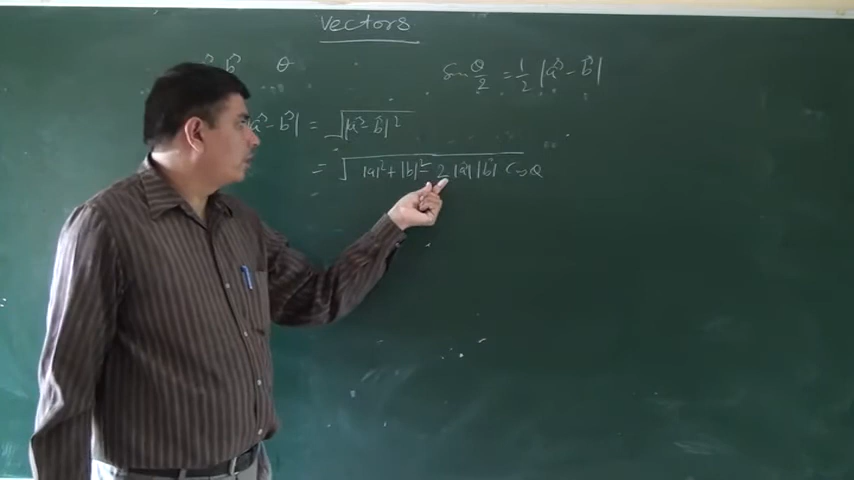 Vectors
b̂ θ
sin θ/2 = 1/2 |â - b̂|
â - b̂| = √|â - b̂|²
= √|a|² + |b|² - 2 |â| |b̂| Cos θ